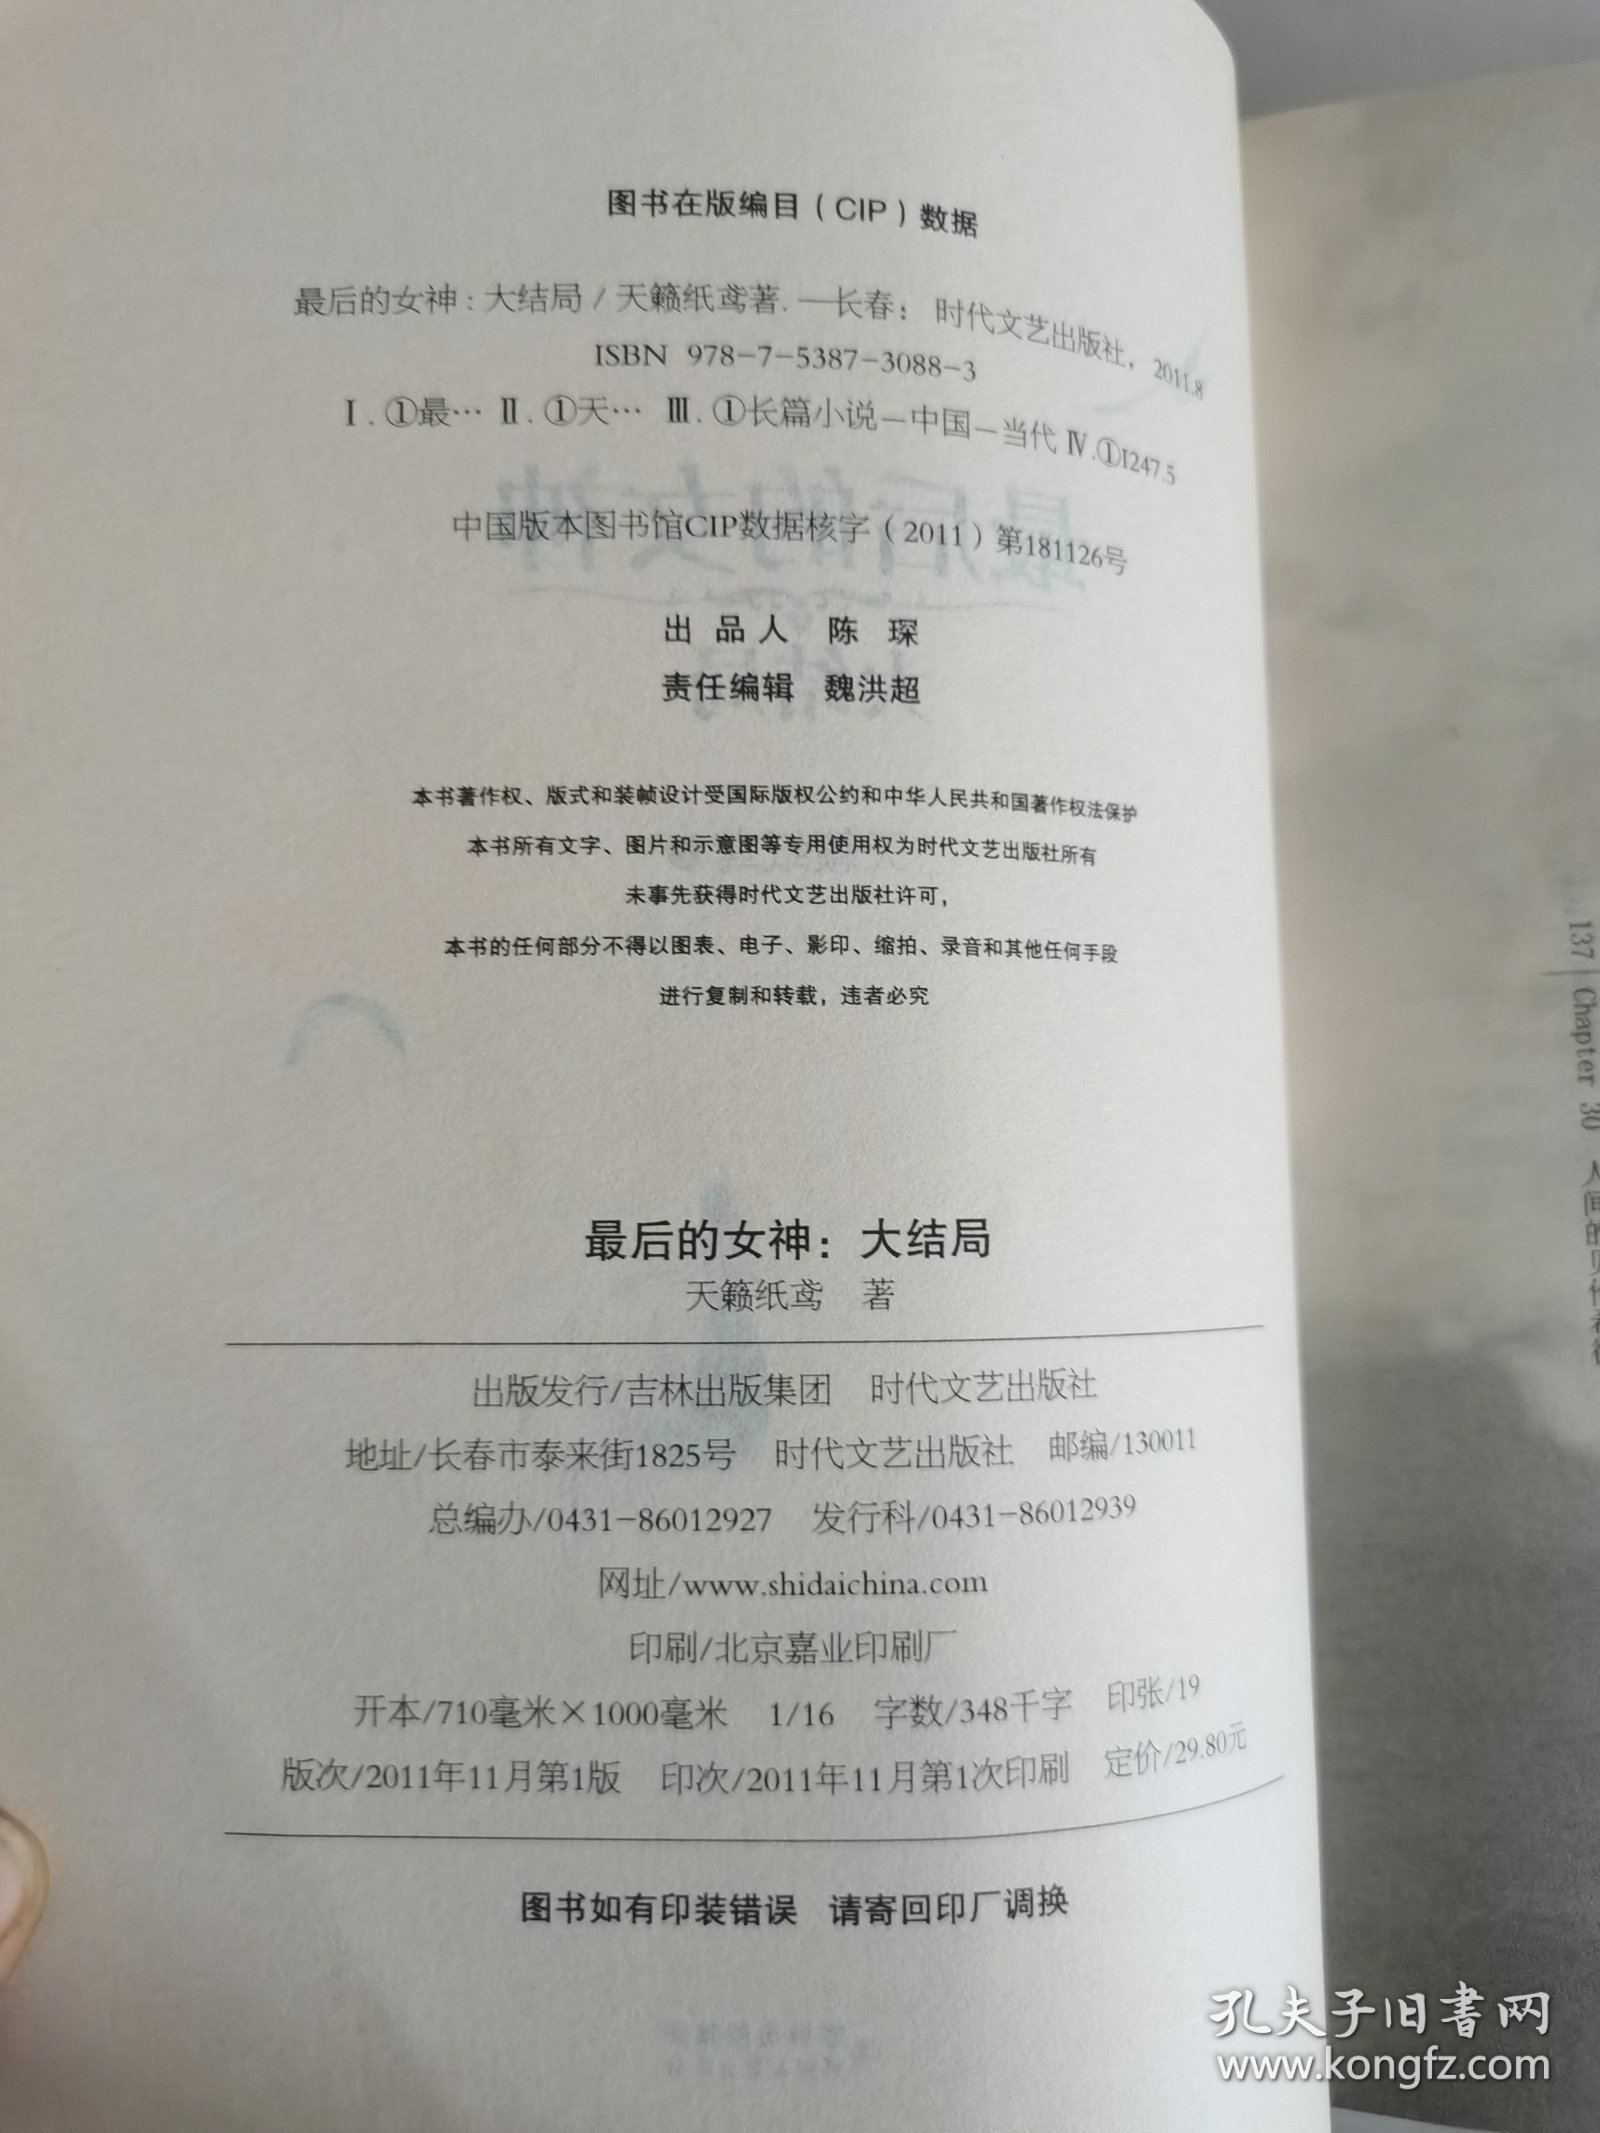 图书在版编目（CIP）数据
最后的女神：大结局/天籁纸鸢著.—长春：时代文艺出版社，2011.8
ISBN 978-7-5387-3088-3
Ⅰ.①最… Ⅱ.①天… Ⅲ.①长篇小说—中国—当代 Ⅳ.①I247.5
中国版本图书馆CIP数据核字（2011）第181126号
出品人 陈琛
责任编辑 魏洪超
本书著作权、版式和装帧设计受国际版权公约和中华人民共和国著作权法保护
本书所有文字、图片和示意图等专用使用权为时代文艺出版社所有
未事先获得时代文艺出版社许可，
本书的任何部分不得以图表、电子、影印、缩拍、录音和其他任何手段
进行复制和转载，违者必究
最后的女神：大结局
天籁纸鸢 著
出版发行/吉林出版集团 时代文艺出版社
地址/长春市泰来街1825号 时代文艺出版社 邮编/130011
总编办/0431-86012927 发行科/0431-86012939
网址/www.shidaichina.com
印刷/北京嘉业印刷厂
开本/710毫米×1000毫米 1/16 字数/348千字 印张/19
版次/2011年11月第1版 印次/2011年11月第1次印刷 定价/29.80元
图书如有印装错误 请寄回印厂调换
137 | Chapter 30 人间的
孔夫子旧书网
www.kongfz.com